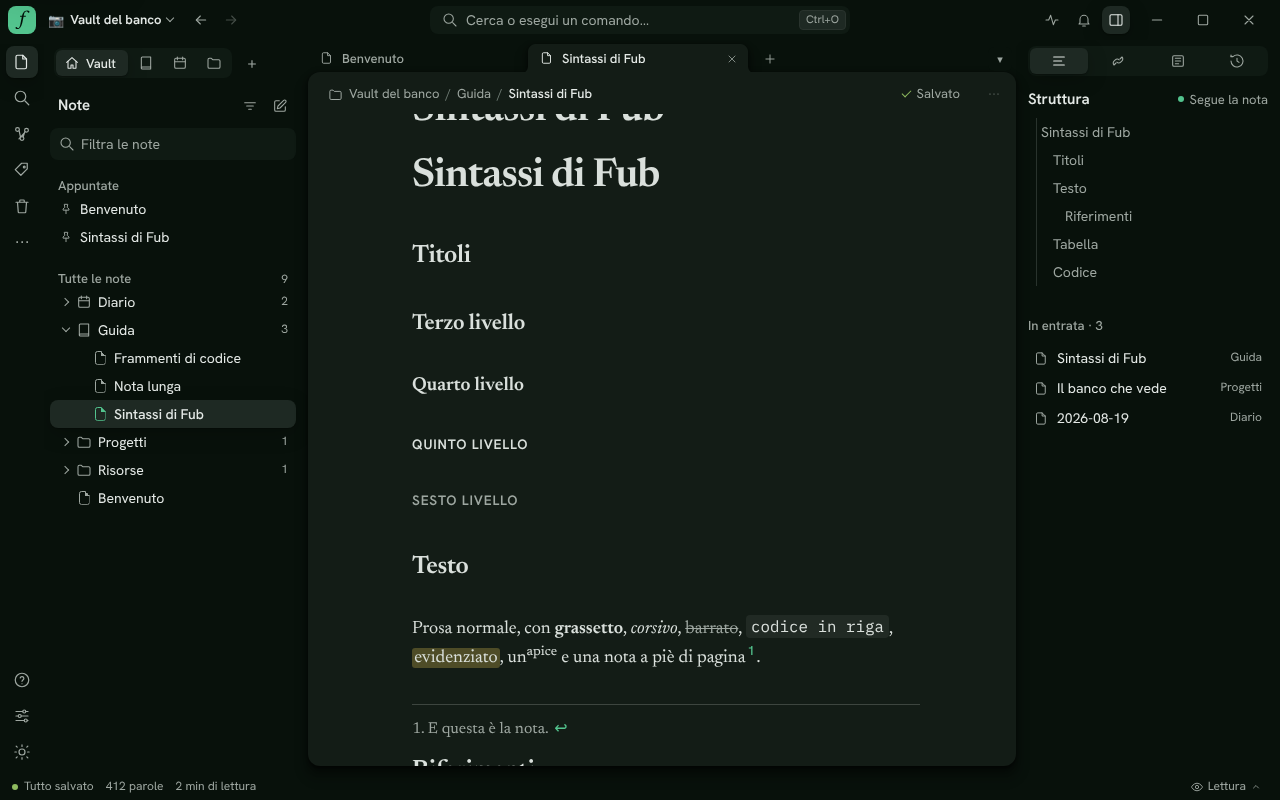 f
Vault del banco
Cerca o esegui un comando...
Ctrl+O
Vault
Note
Filtra le note
Appuntate
Benvenuto
Sintassi di Fub
Tutte le note 9
Diario 2
Guida 3
Frammenti di codice
Nota lunga
Sintassi di Fub
Progetti 1
Risorse 1
Benvenuto
Benvenuto
Sintassi di Fub
Vault del banco / Guida / Sintassi di Fub
Salvato
Sintassi di Fub
Sintassi di Fub
Titoli
Terzo livello
Quarto livello
QUINTO LIVELLO
SESTO LIVELLO
Testo
Prosa normale, con grassetto, corsivo, barrato, codice in riga,
evidenziato, unapice e una nota a piè di pagina 1.
1. E questa è la nota. ↩
Riferimenti
Struttura
Segue la nota
Sintassi di Fub
Titoli
Testo
Riferimenti
Tabella
Codice
In entrata · 3
Sintassi di Fub Guida
Il banco che vede Progetti
2026-08-19 Diario
Tutto salvato 412 parole 2 min di lettura
Lettura